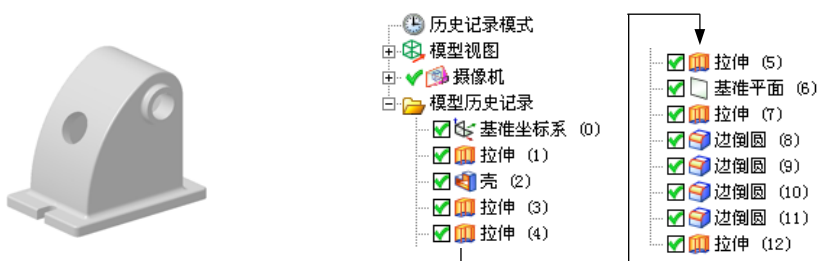 历史记录模式
模型视图
摄像机
模型历史记录
基准坐标系 (0)
拉伸 (1)
壳 (2)
拉伸 (3)
拉伸 (4)
拉伸 (5)
基准平面 (6)
拉伸 (7)
边倒圆 (8)
边倒圆 (9)
边倒圆 (10)
边倒圆 (11)
拉伸 (12)